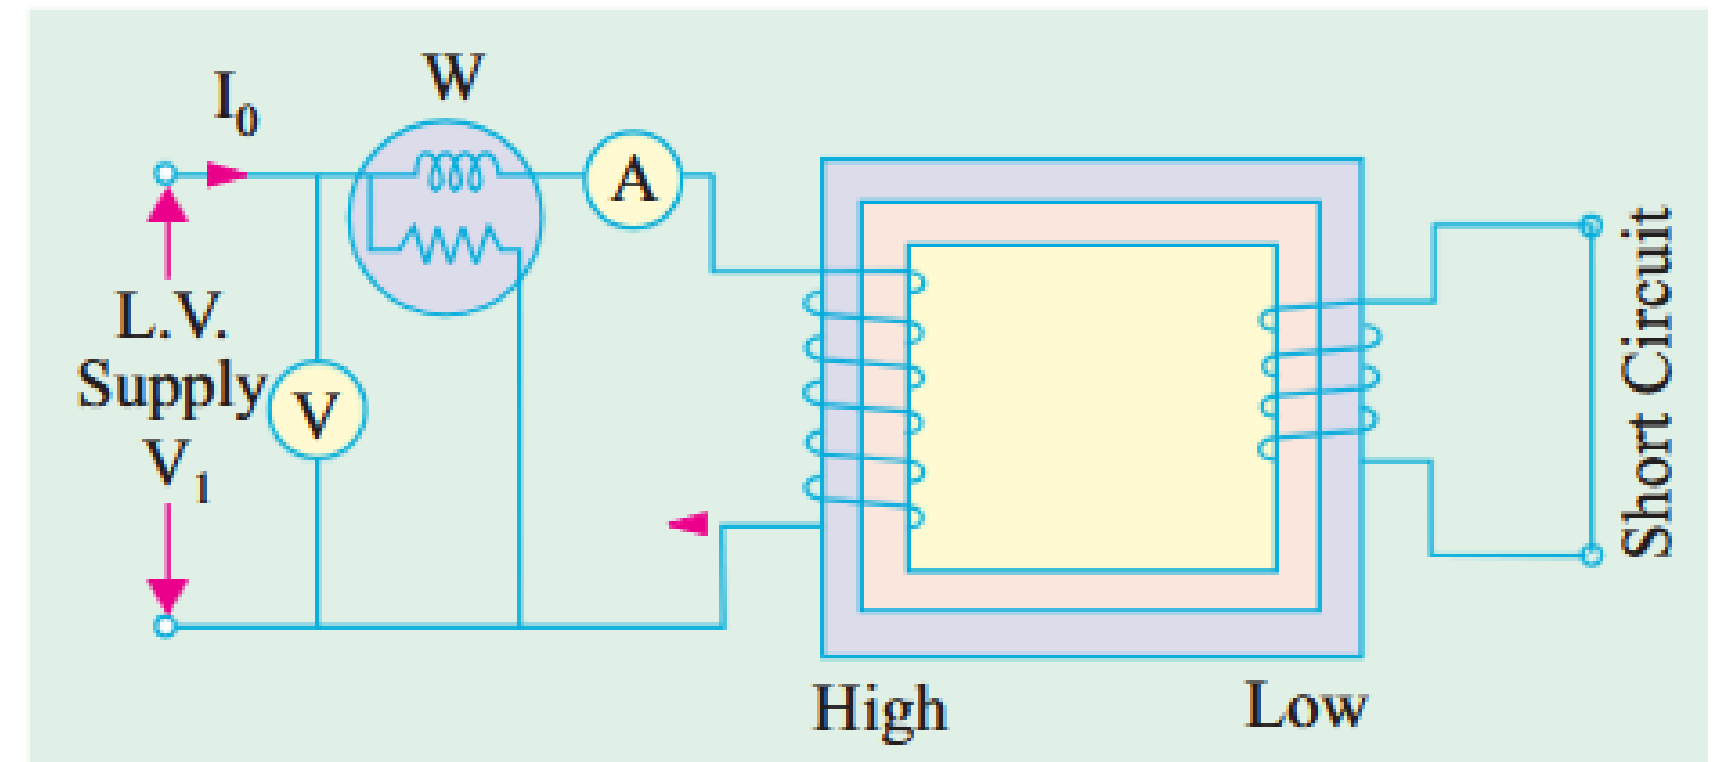 I0
W
A
L.V.
Supply
V1
V
Short Circuit
High
Low